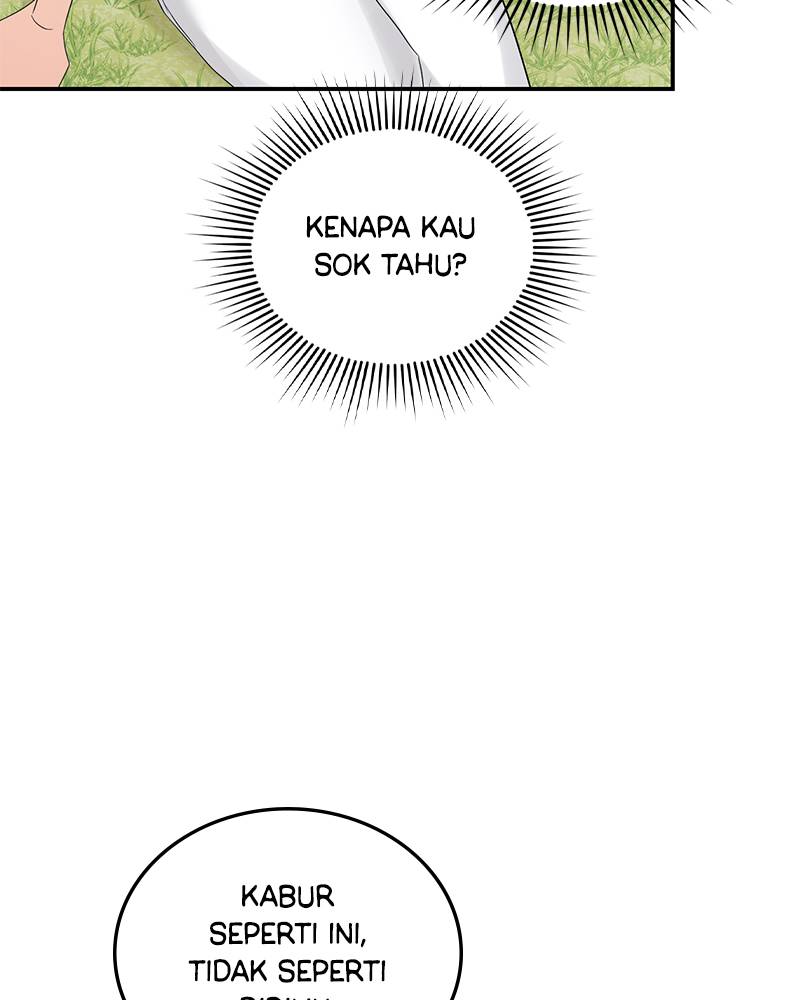 KENAPA KAU
SOK TAHU?
KABUR
SEPERTI INI,
TIDAK SEPERTI